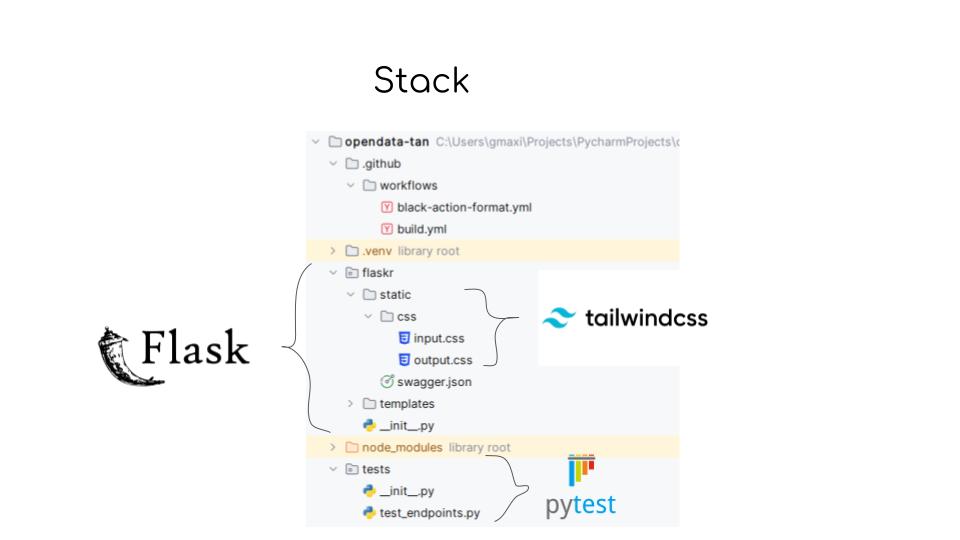 Stack
opendata-tan C:\Users\gmaxi\Projects\PycharmProjects\
.github
workflows
black-action-format.yml
build.yml
.venv library root
flaskr
static
css
input.css
output.css
swagger.json
templates
__init__.py
node_modules library root
tests
__init__.py
test_endpoints.py
Flask
tailwindcss
pytest